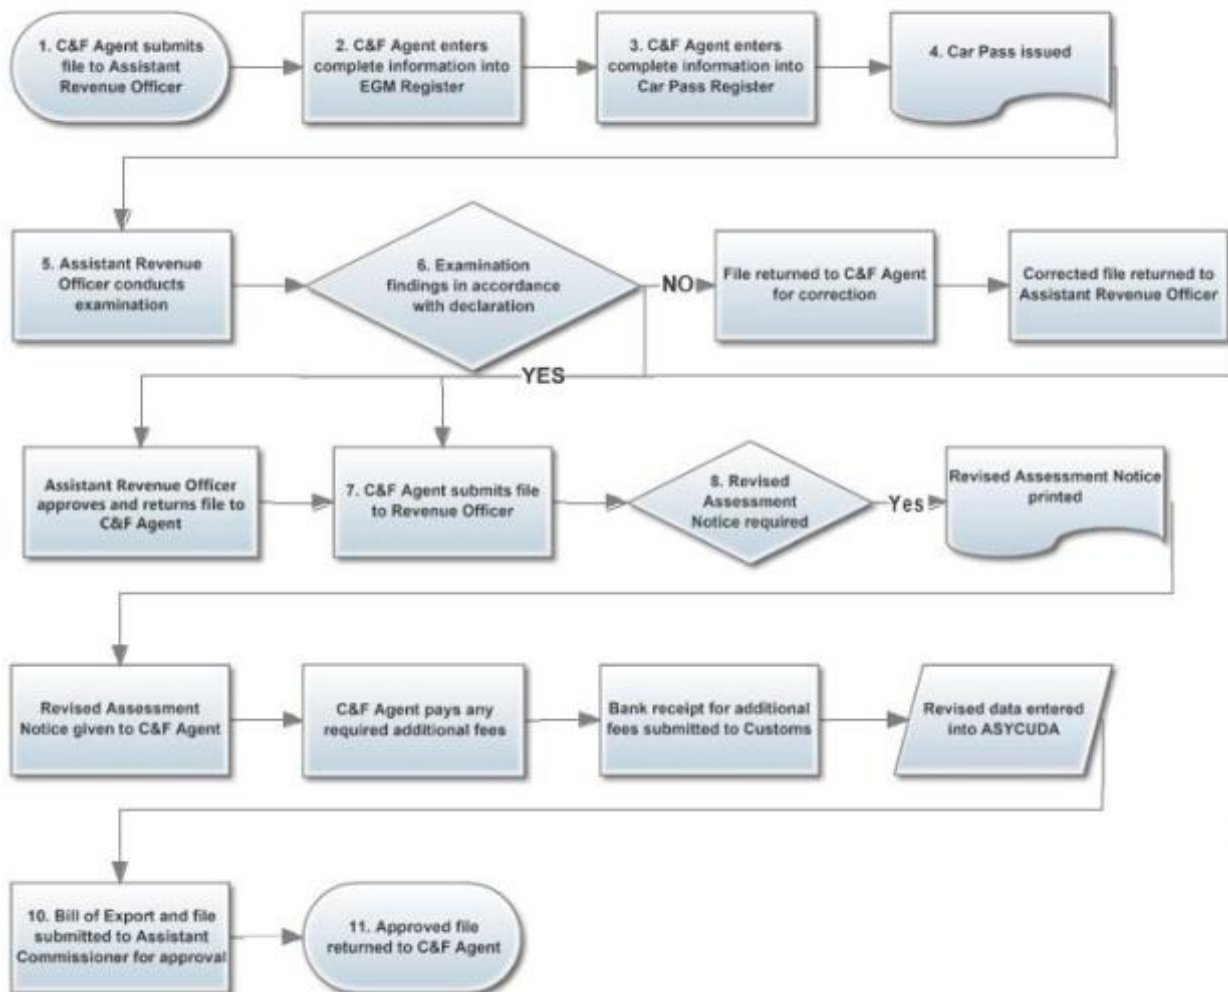 1. C&F Agent submits
file to Assistant
Revenue Officer
2. C&F Agent enters
complete information into
EGM Register
3. C&F Agent enters
complete information into
Car Pass Register
4. Car Pass issued
5. Assistant Revenue
Officer conducts
examination
6. Examination
findings in accordance
with declaration
NO
File returned to C&F Agent
for correction
Corrected file returned to
Assistant Revenue Officer
YES
Assistant Revenue Officer
approves and returns file to
C&F Agent
7. C&F Agent submits file
to Revenue Officer
8. Revised
Assessment
Notice required
Yes
Revised Assessment Notice
printed
Revised Assessment
Notice given to C&F Agent
C&F Agent pays any
required additional fees
Bank receipt for additional
fees submitted to Customs
Revised data entered
into ASYCUDA
10. Bill of Export and file
submitted to Assistant
Commissioner for approval
11. Approved file
returned to C&F Agent